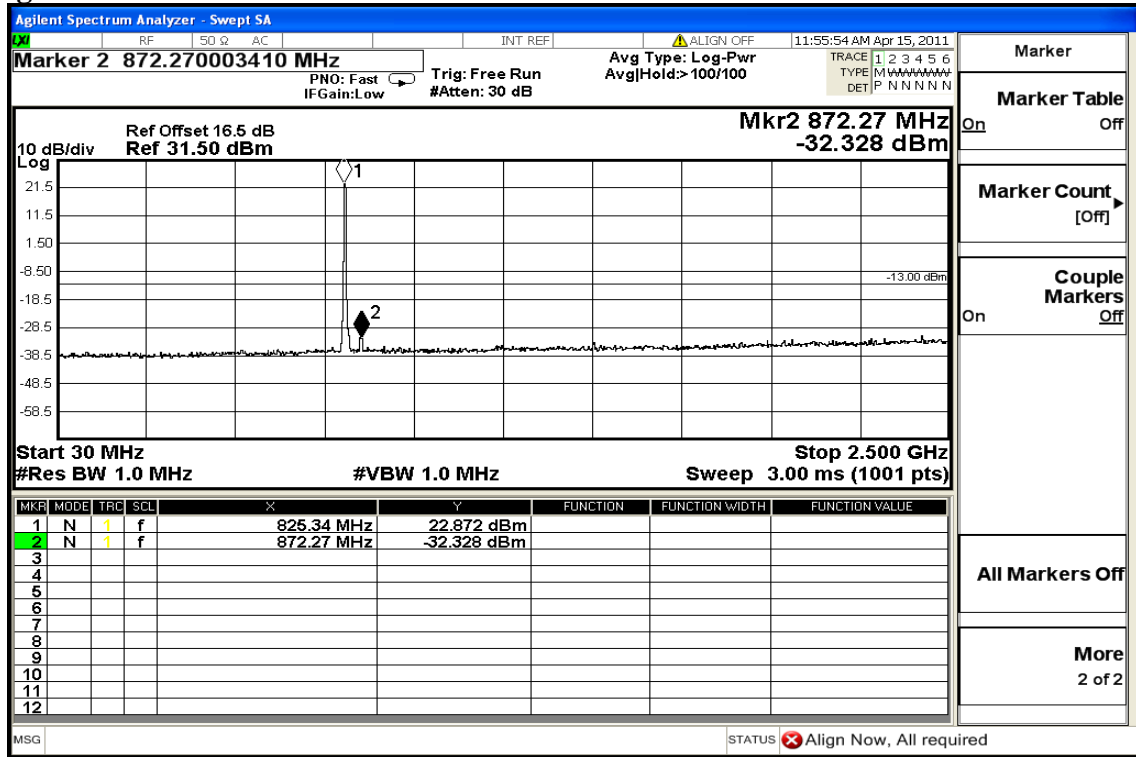 Agilent Spectrum Analyzer - Swept SA
LXI RF 50 Ω AC INT REF ALIGN OFF 11:55:54 AM Apr 15, 2011
Marker 2 872.270003410 MHz
PNO: Fast
IFGain:Low
Trig: Free Run
#Atten: 30 dB
Avg Type: Log-Pwr
Avg|Hold:>100/100
TRACE 1 2 3 4 5 6
TYPE M WWWWW
DET P N N N N N
Mkr2 872.27 MHz
-32.328 dBm
Ref Offset 16.5 dB
10 dB/div Ref 31.50 dBm
Log
1
21.5
11.5
1.50
-8.50
-13.00 dBm
-18.5
2
-28.5
-38.5
-48.5
-58.5
Start 30 MHz Stop 2.500 GHz
#Res BW 1.0 MHz #VBW 1.0 MHz Sweep 3.00 ms (1001 pts)
MKR MODE TRC SCL X Y FUNCTION FUNCTION WIDTH FUNCTION VALUE
1 N 1 f 825.34 MHz 22.872 dBm
2 N 1 f 872.27 MHz -32.328 dBm
3
4
5
6
7
8
9
10
11
12
MSG STATUS Align Now, All required
Marker
Marker Table
On Off
Marker Count
[Off]
Couple
Markers
On Off
All Markers Off
More
2 of 2